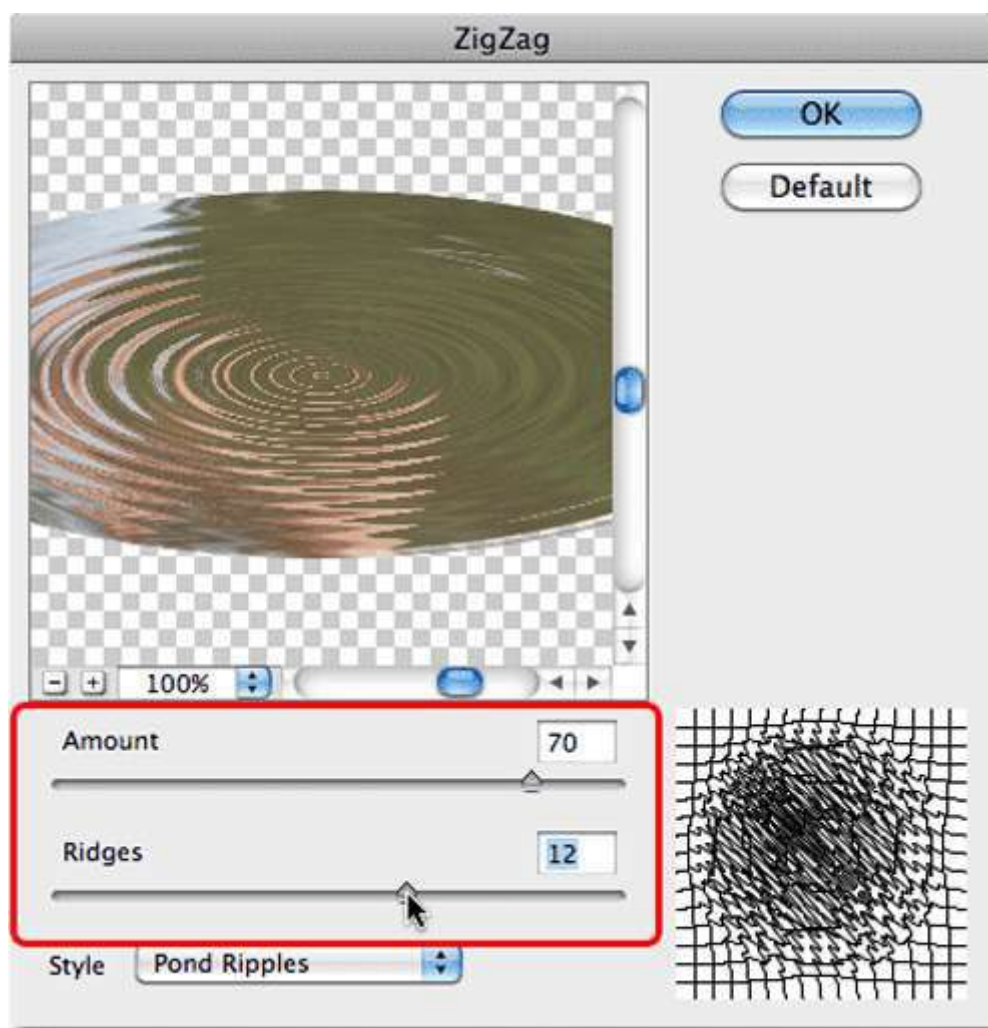 ZigZag
OK
Default
100%
Amount 70
Ridges 12
Style Pond Ripples